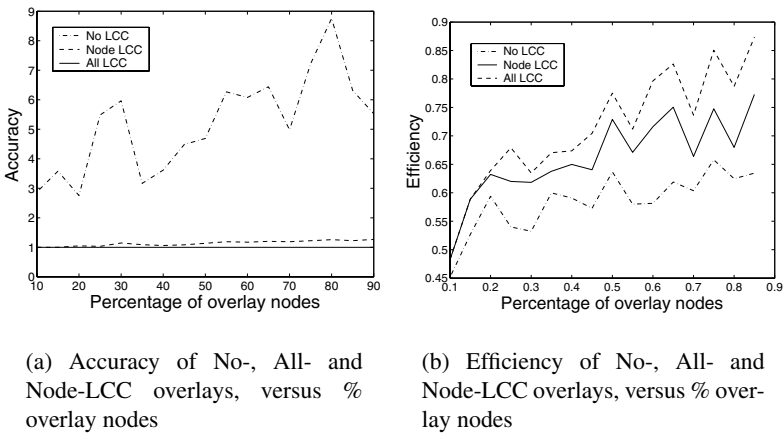 9
8
7
6
5
4
3
2
1
0
Accuracy
No LCC
Node LCC
All LCC
10 20 30 40 50 60 70 80 90
Percentage of overlay nodes
0.9
0.85
0.8
0.75
0.7
0.65
0.6
0.55
0.5
0.45
Efficiency
No LCC
Node LCC
All LCC
0.1 0.2 0.3 0.4 0.5 0.6 0.7 0.8 0.9
Percentage of overlay nodes
(a) Accuracy of No-, All- and
Node-LCC overlays, versus %
overlay nodes
(b) Efficiency of No-, All- and
Node-LCC overlays, versus % over-
lay nodes